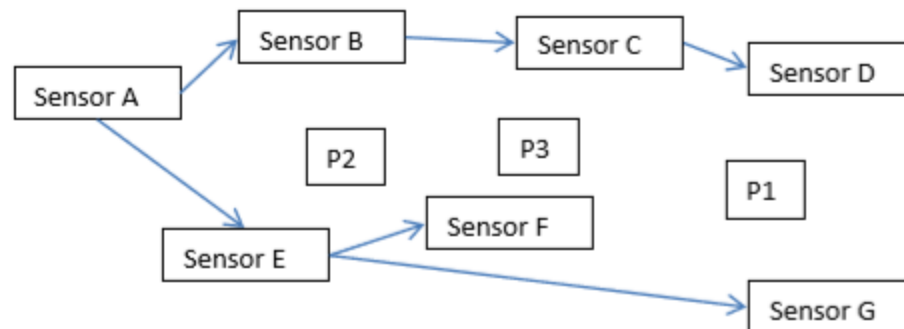 Sensor B
Sensor C
Sensor D
Sensor A
P2
P3
P1
Sensor F
Sensor E
Sensor G